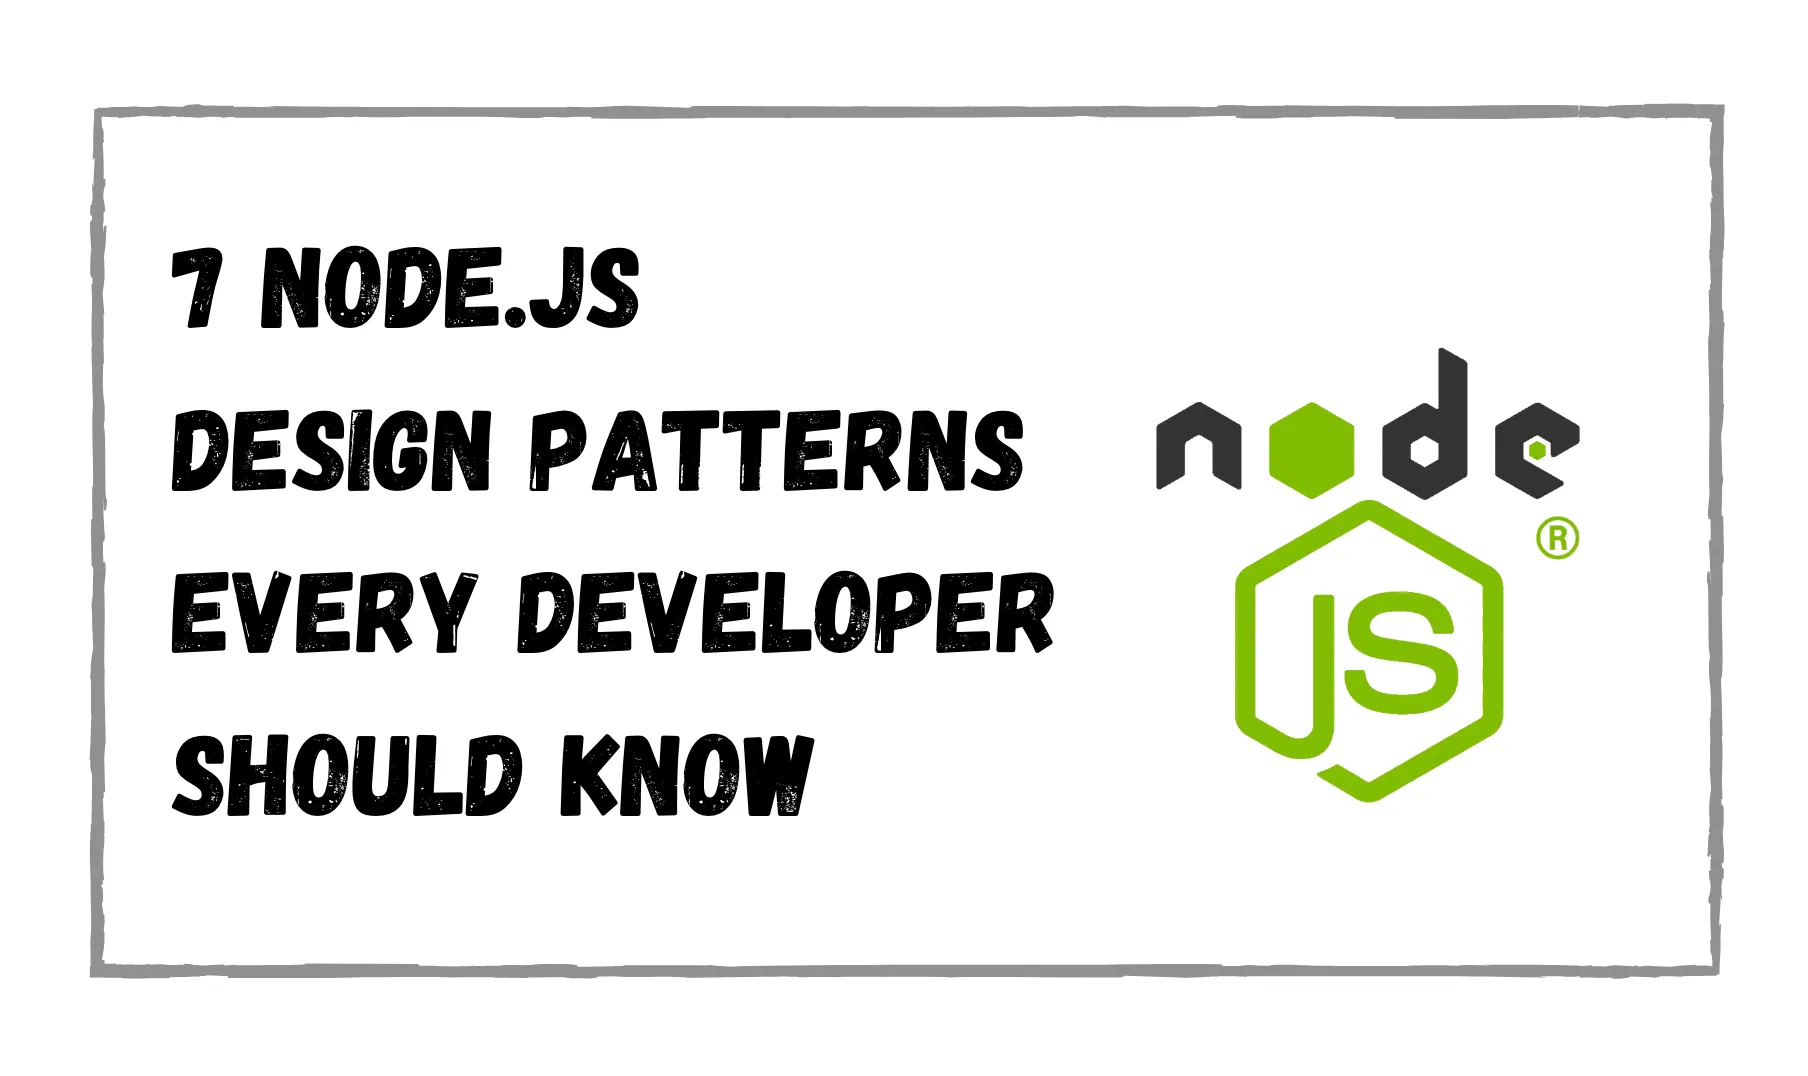 7 NODE.JS
DESIGN PATTERNS
EVERY DEVELOPER
SHOULD KNOW
node
JS
®